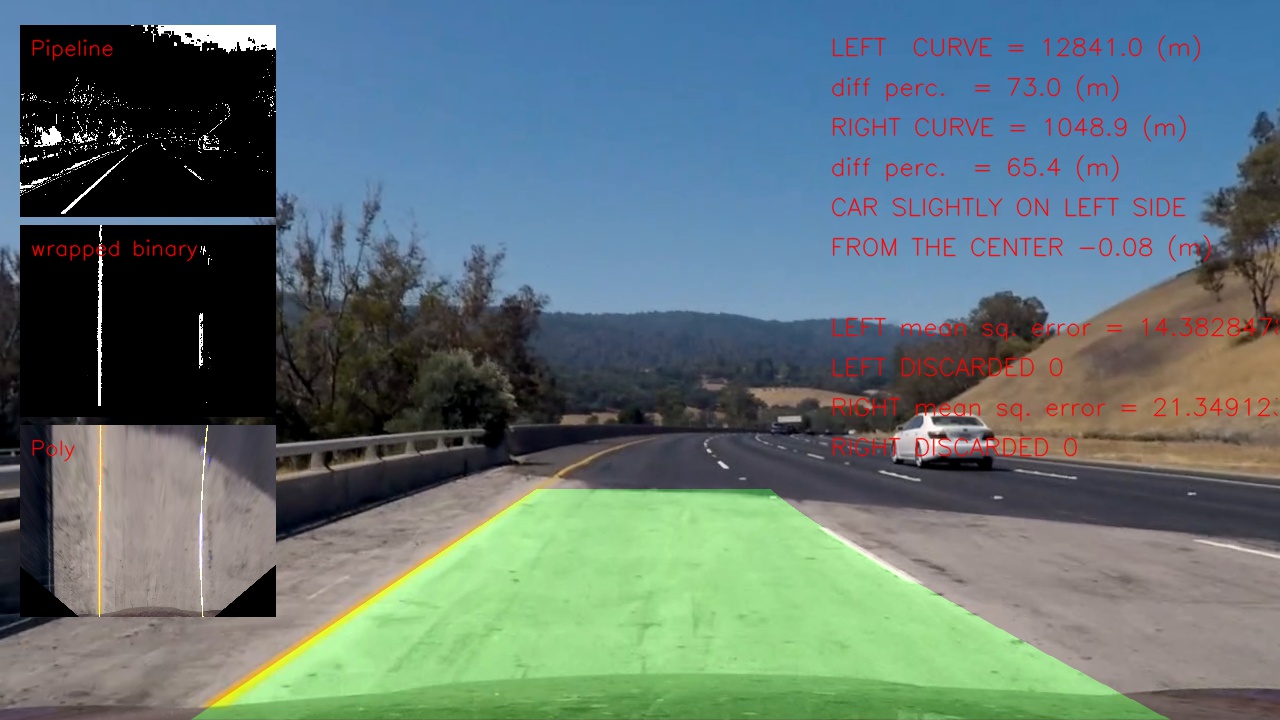 Pipeline
wrapped binary
Poly
LEFT CURVE = 12841.0 (m)
diff perc. = 73.0 (m)
RIGHT CURVE = 1048.9 (m)
diff perc. = 65.4 (m)
CAR SLIGHTLY ON LEFT SIDE
FROM THE CENTER -0.08 (m)
LEFT mean sq. error = 14.382847
LEFT DISCARDED 0
RIGHT mean sq. error = 21.34912
RIGHT DISCARDED 0